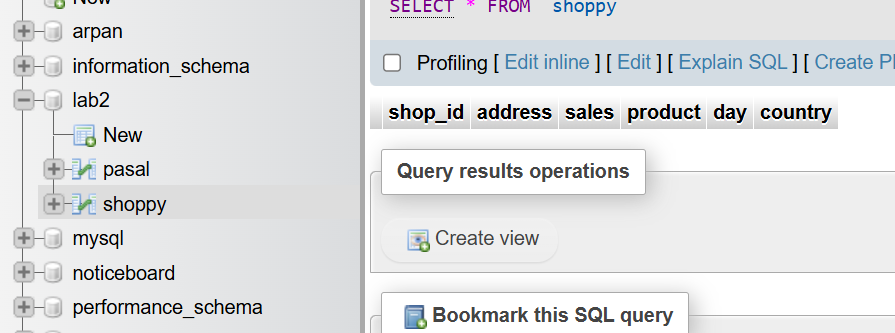 New
arpan
information_schema
lab2
New
pasal
shoppy
mysql
noticeboard
performance_schema
SELECT * FROM shoppy
Profiling [ Edit inline ] [ Edit ] [ Explain SQL ] [ Create
shop_id address sales product day country
Query results operations
Create view
Bookmark this SQL query